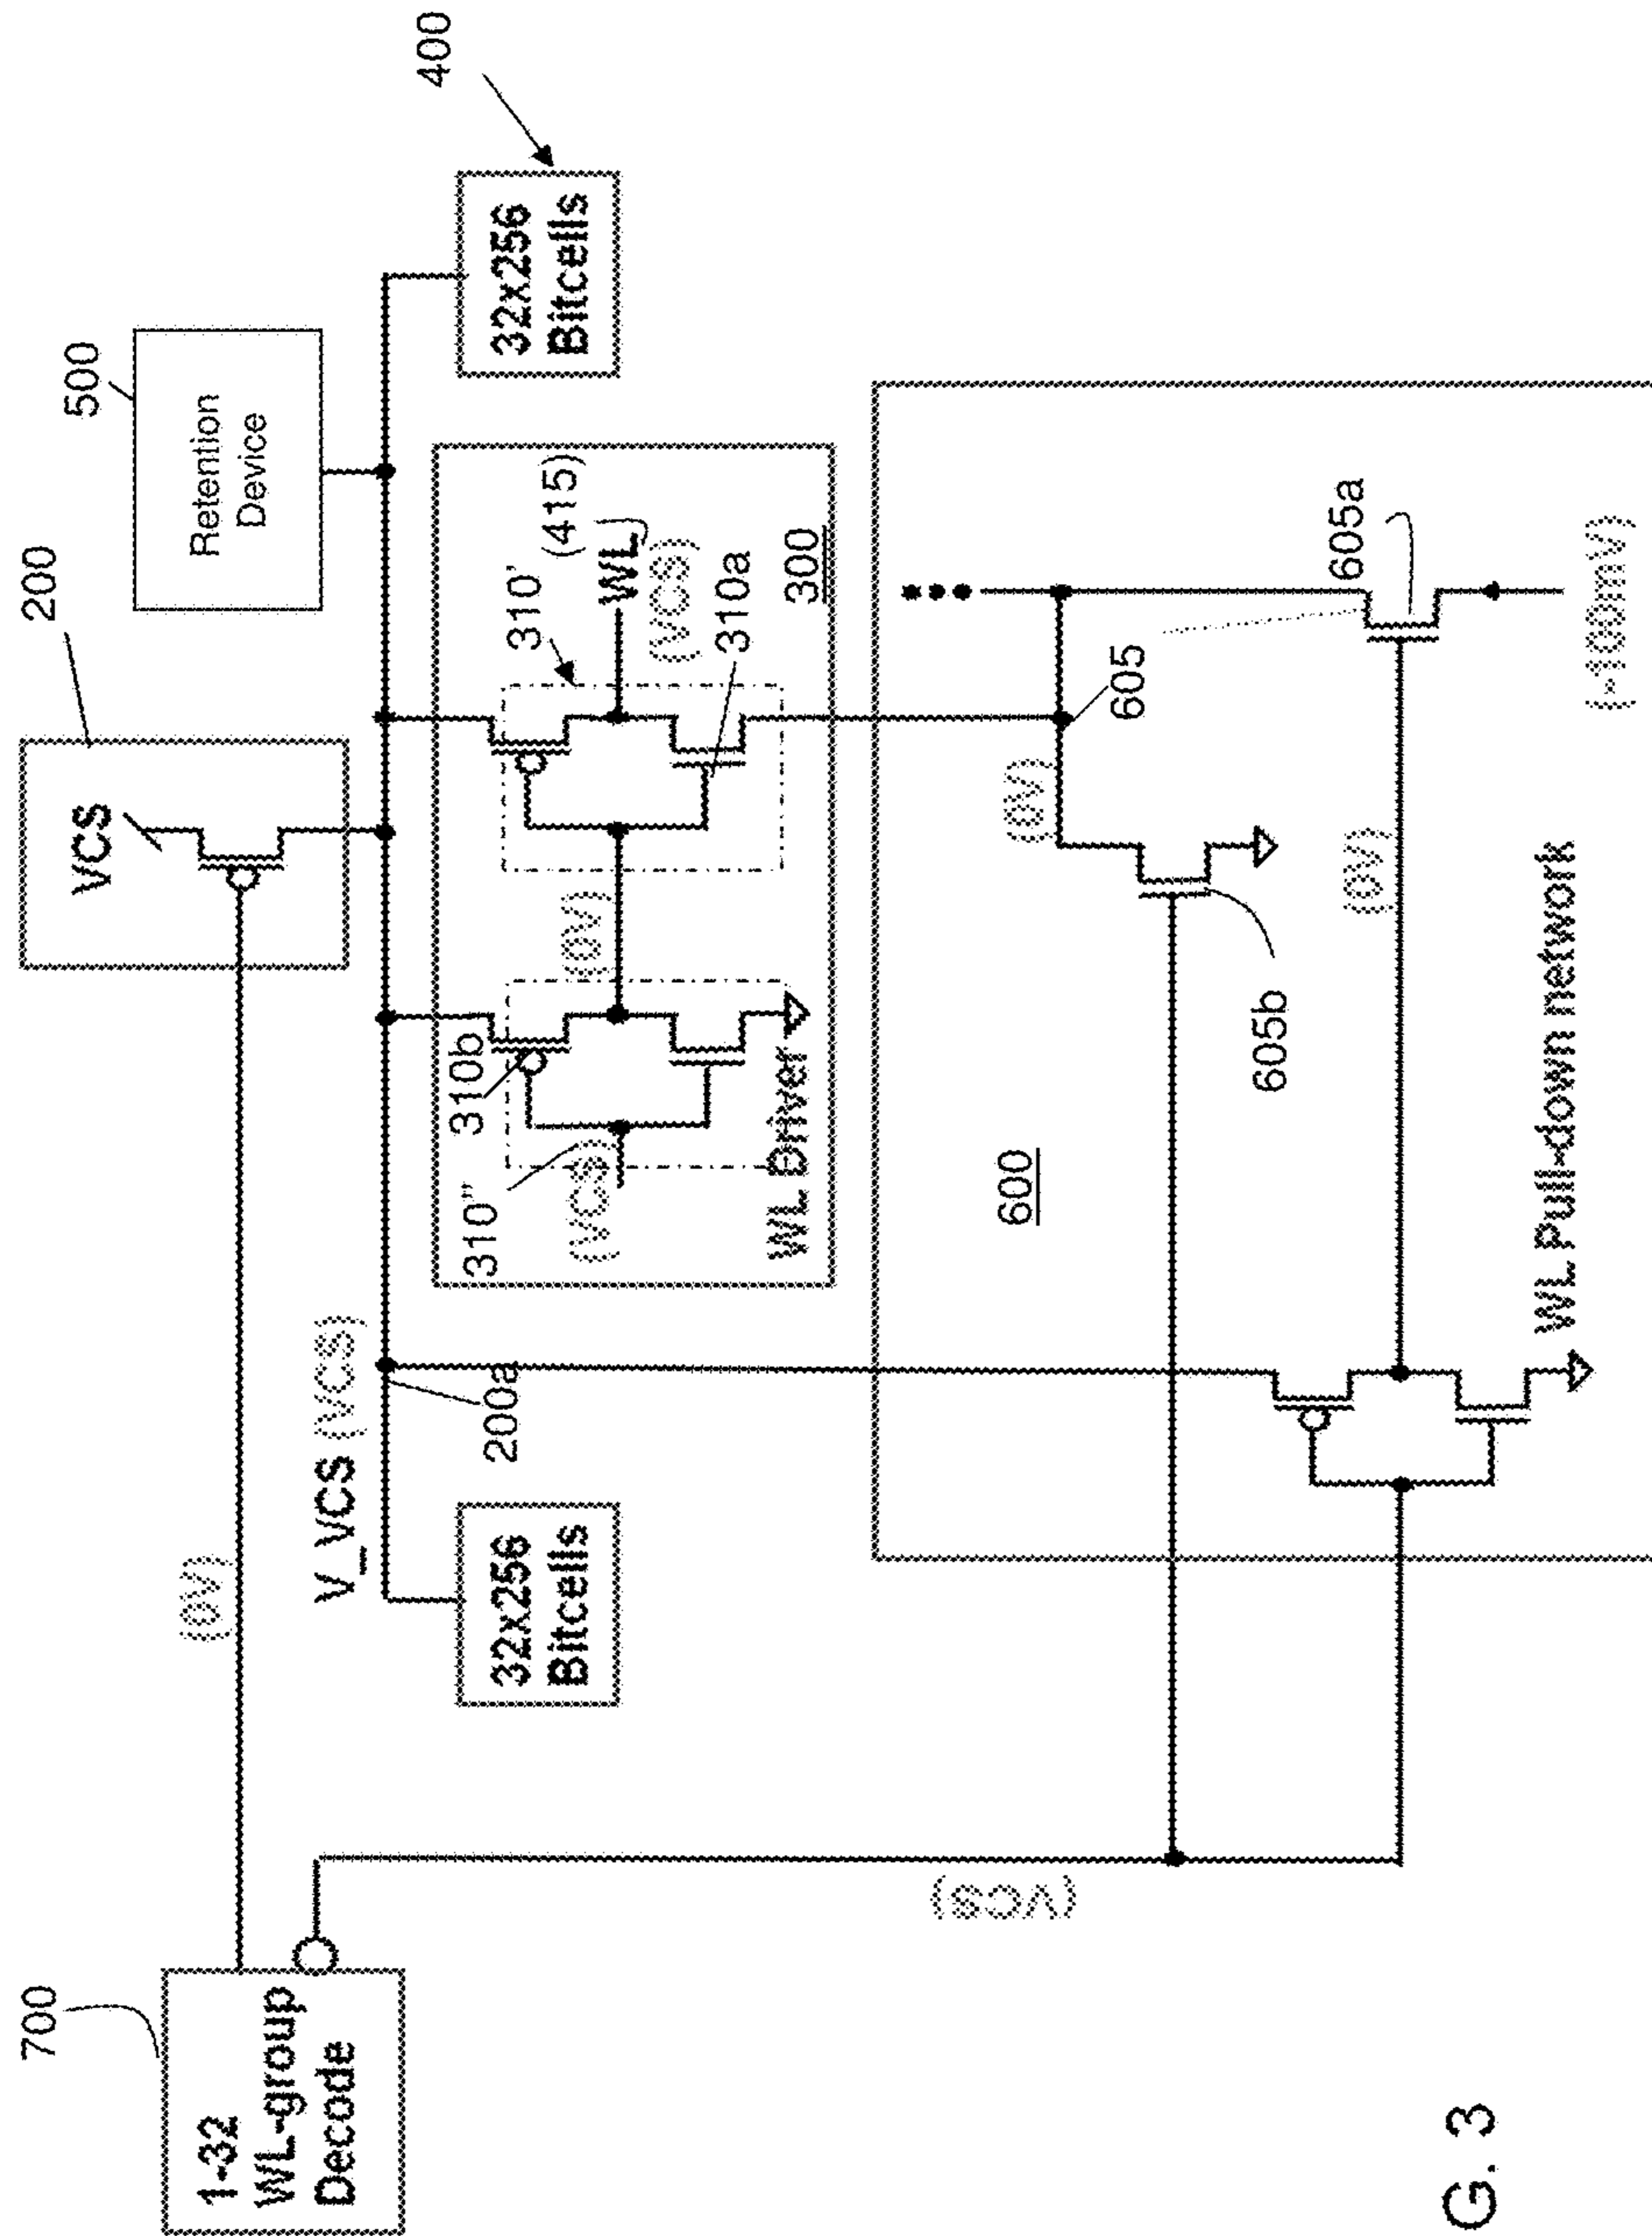 700
1-32
WL-group
Decode
(0V)
200
VCS
500
Retention
Device
400
V_VCS (VCS)
200a
32x256
Bitcells
32x256
Bitcells
310"
310b
(VCS)
(0V)
310'
WL
(415)
(VCS)
310a
WL Driver
300
(VCS)
600
(0V)
605
605b
(0V)
605a
(-100mV)
WL Pull-down network
G. 3